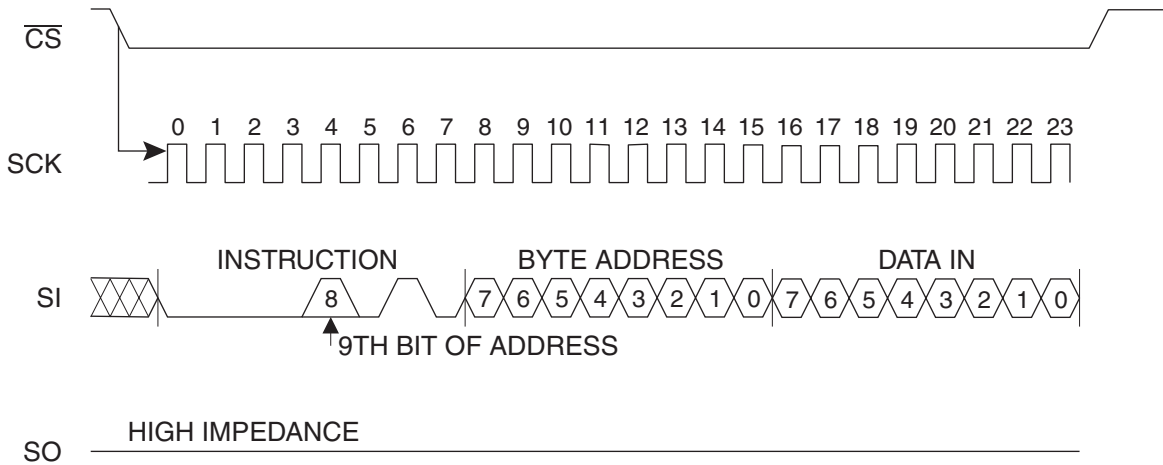 CS
0 1 2 3 4 5 6 7 8 9 10 11 12 13 14 15 16 17 18 19 20 21 22 23
SCK
INSTRUCTION BYTE ADDRESS DATA IN
SI 8 7 6 5 4 3 2 1 0 7 6 5 4 3 2 1 0
9TH BIT OF ADDRESS
HIGH IMPEDANCE
SO